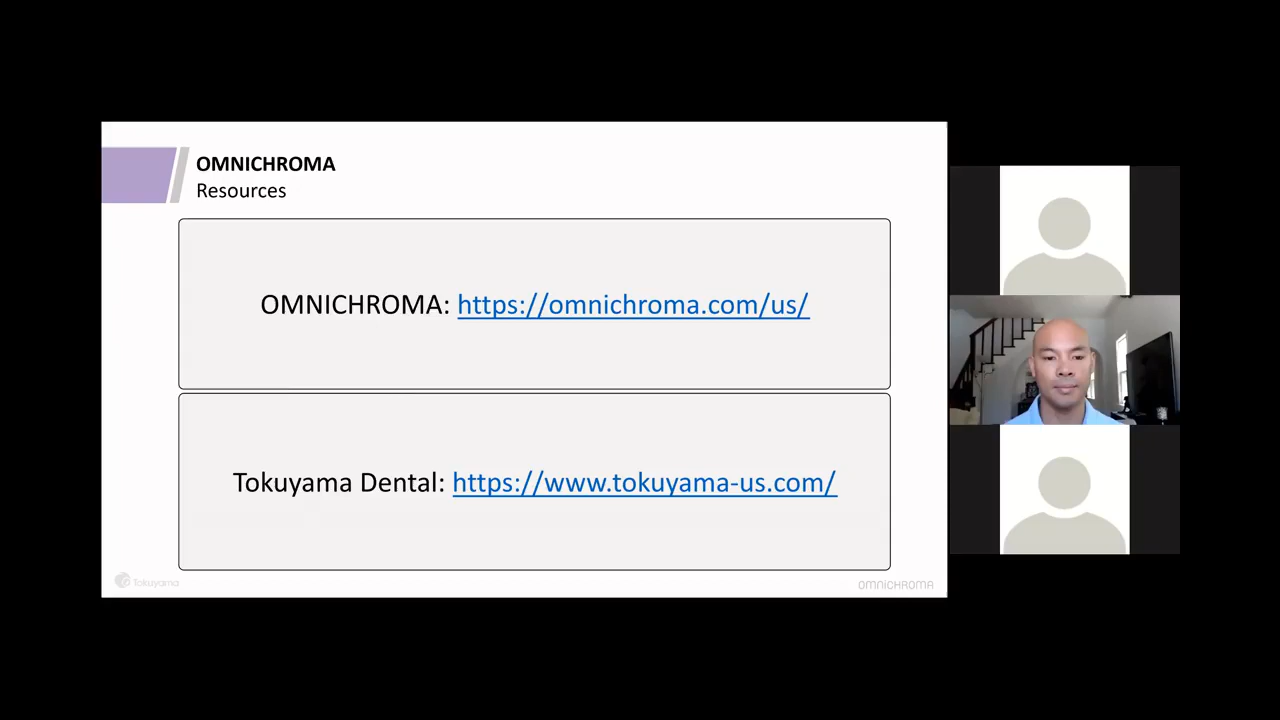 OMNICHROMA
Resources
OMNICHROMA: https://omnichroma.com/us/
Tokuyama Dental: https://www.tokuyama-us.com/
Tokuyama
OMNICHROMA